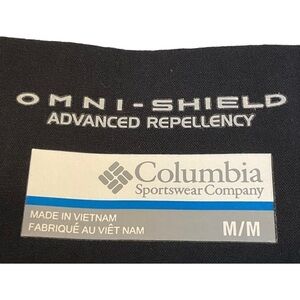 OMNI-SHIELD
ADVANCED REPELLENCY
Columbia
Sportswear Company
MADE IN VIETNAM
FABRIQUÉ AU VIÊT NAM
M/M